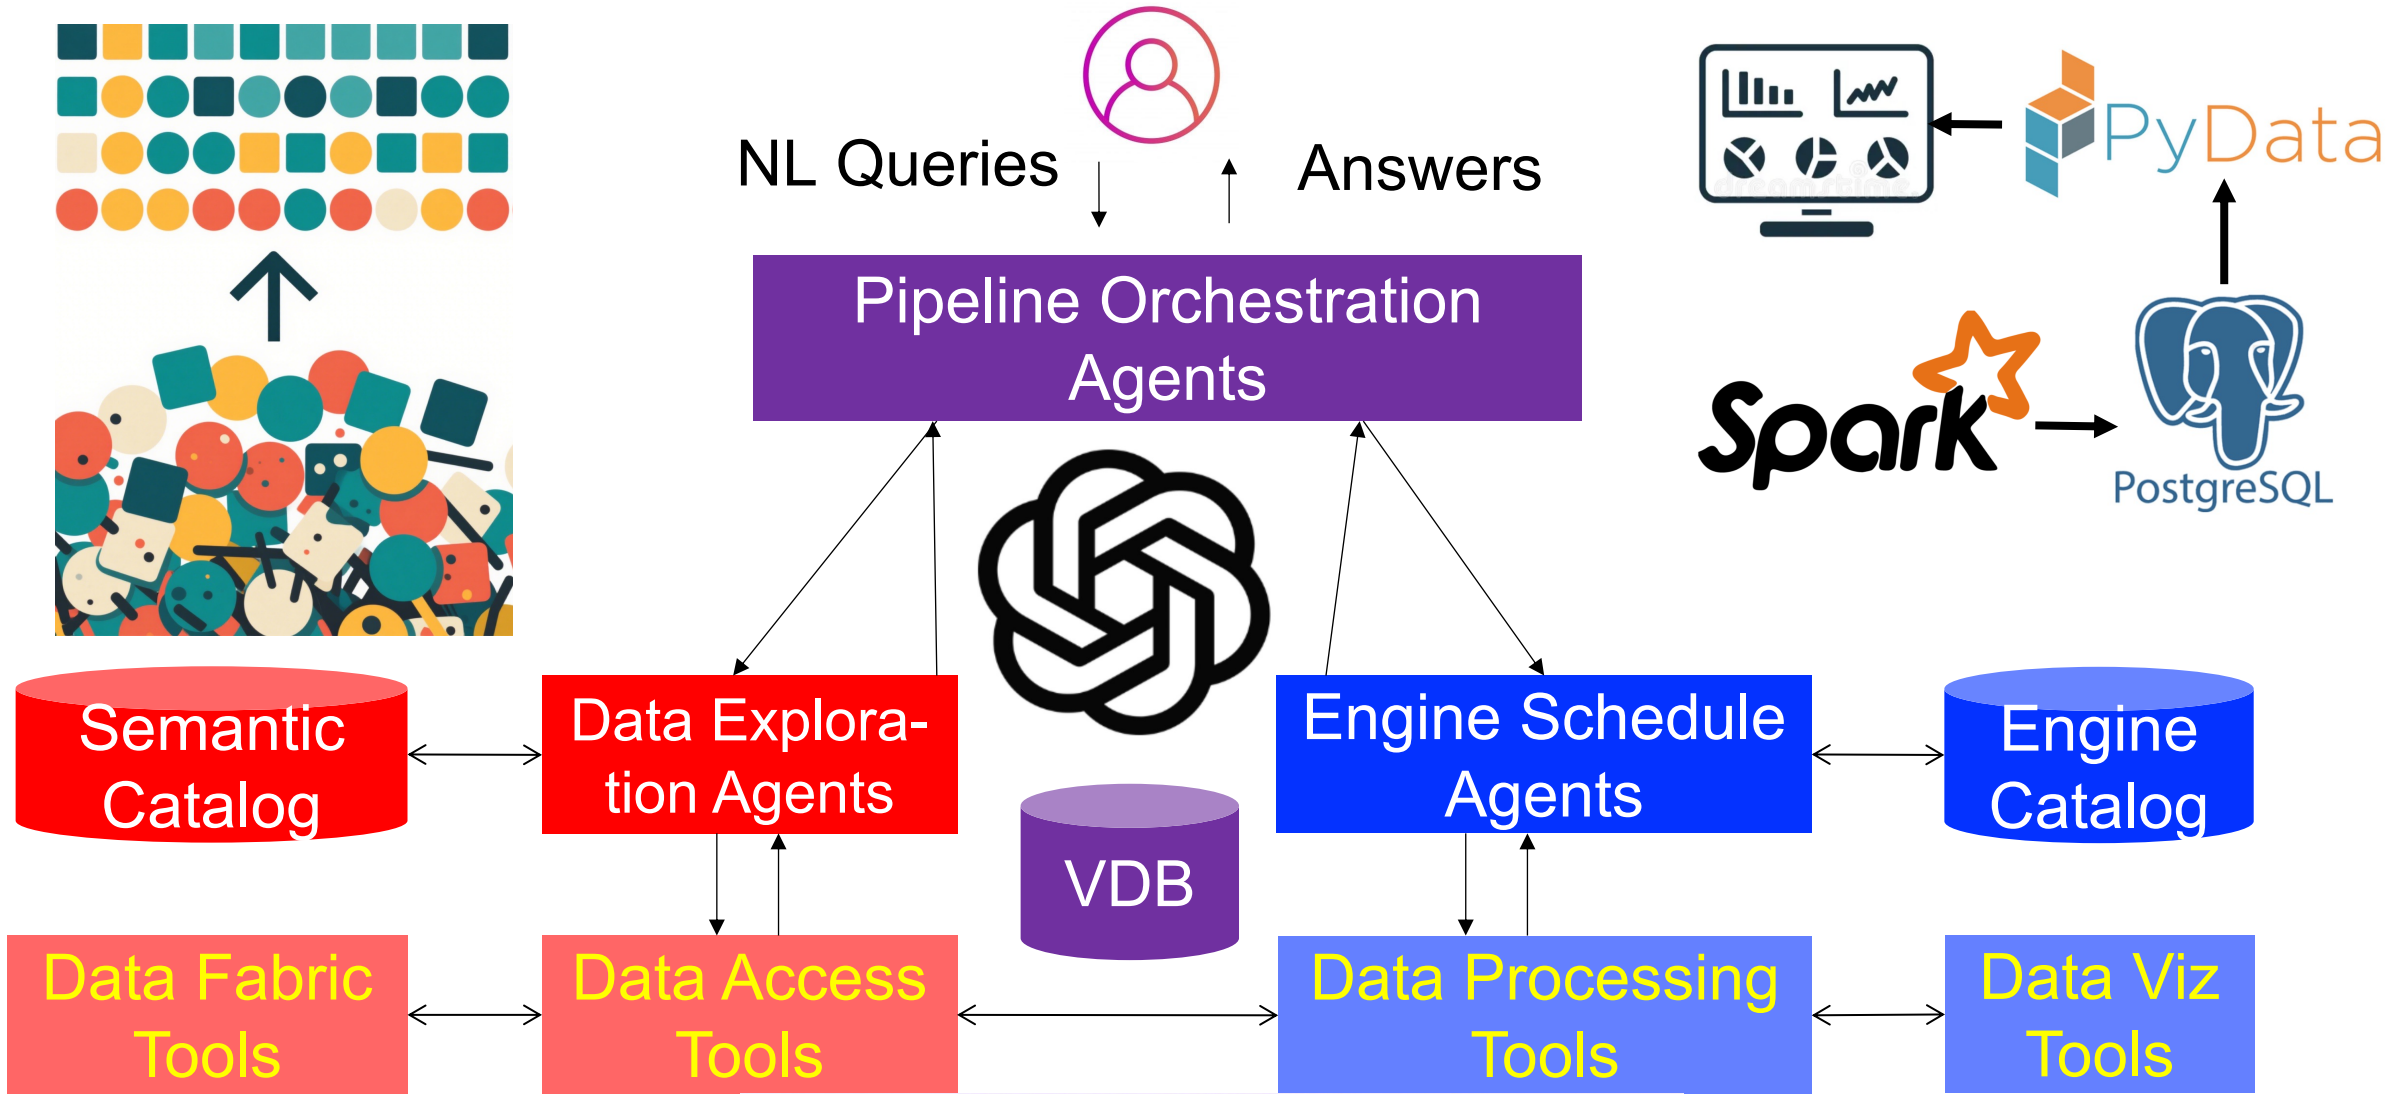 NL Queries
Answers
PyData
Pipeline Orchestration
Agents
Spark
PostgreSQL
dreamstime
Semantic
Catalog
Data Explora-
tion Agents
Engine Schedule
Agents
Engine
Catalog
VDB
Data Fabric
Tools
Data Access
Tools
Data Processing
Tools
Data Viz
Tools